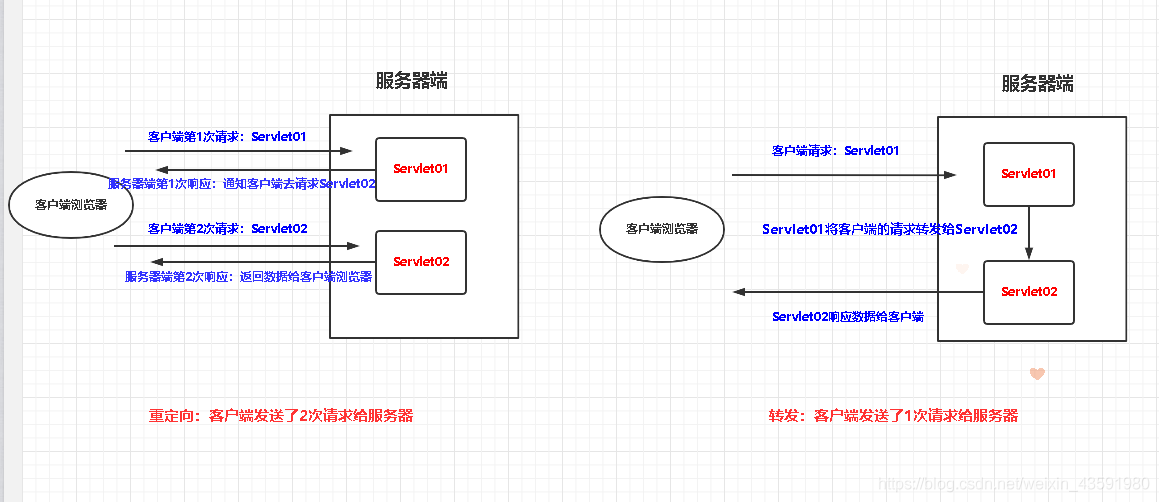 服务器端
客户端第1次请求：Servlet01
Servlet01
服务器端第1次响应：通知客户端去请求Servlet02
客户端浏览器
客户端第2次请求：Servlet02
Servlet02
服务器端第2次响应：返回数据给客户端浏览器
重定向：客户端发送了2次请求给服务器
服务器端
客户端请求：Servlet01
Servlet01
客户端浏览器
Servlet01将客户端的请求转发给Servlet02
Servlet02
Servlet02响应数据给客户端
转发：客户端发送了1次请求给服务器
https://blog.csdn.net/weixin_43591980